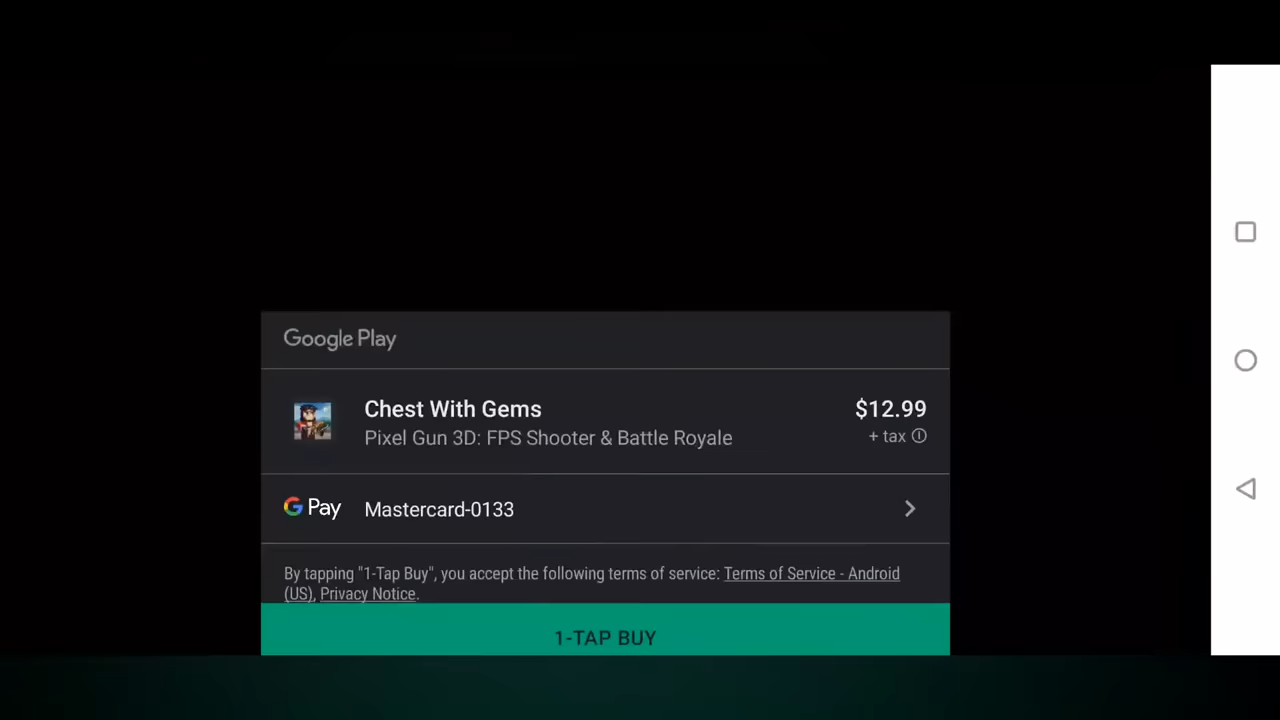 Google Play
Chest With Gems
$12.99
Pixel Gun 3D: FPS Shooter & Battle Royale
+ tax
G Pay
Mastercard-0133
By tapping "1-Tap Buy", you accept the following terms of service: Terms of Service - Android
(US), Privacy Notice.
1-TAP BUY